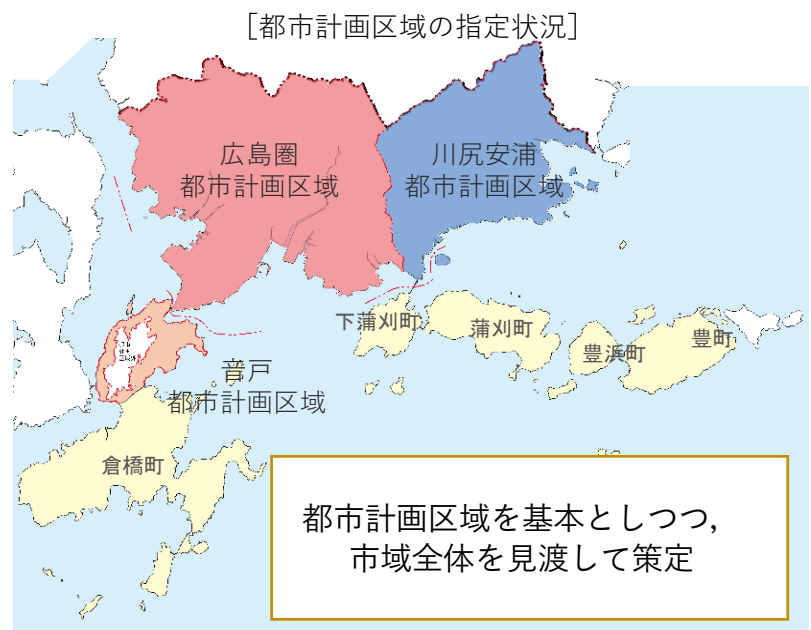 ［都市計画区域の指定状況］
広島圏
都市計画区域
川尻安浦
都市計画区域
下蒲刈町
蒲刈町
豊浜町
豊町
音戸
都市計画区域
倉橋町
都市計画区域を基本としつつ，
市域全体を見渡して策定